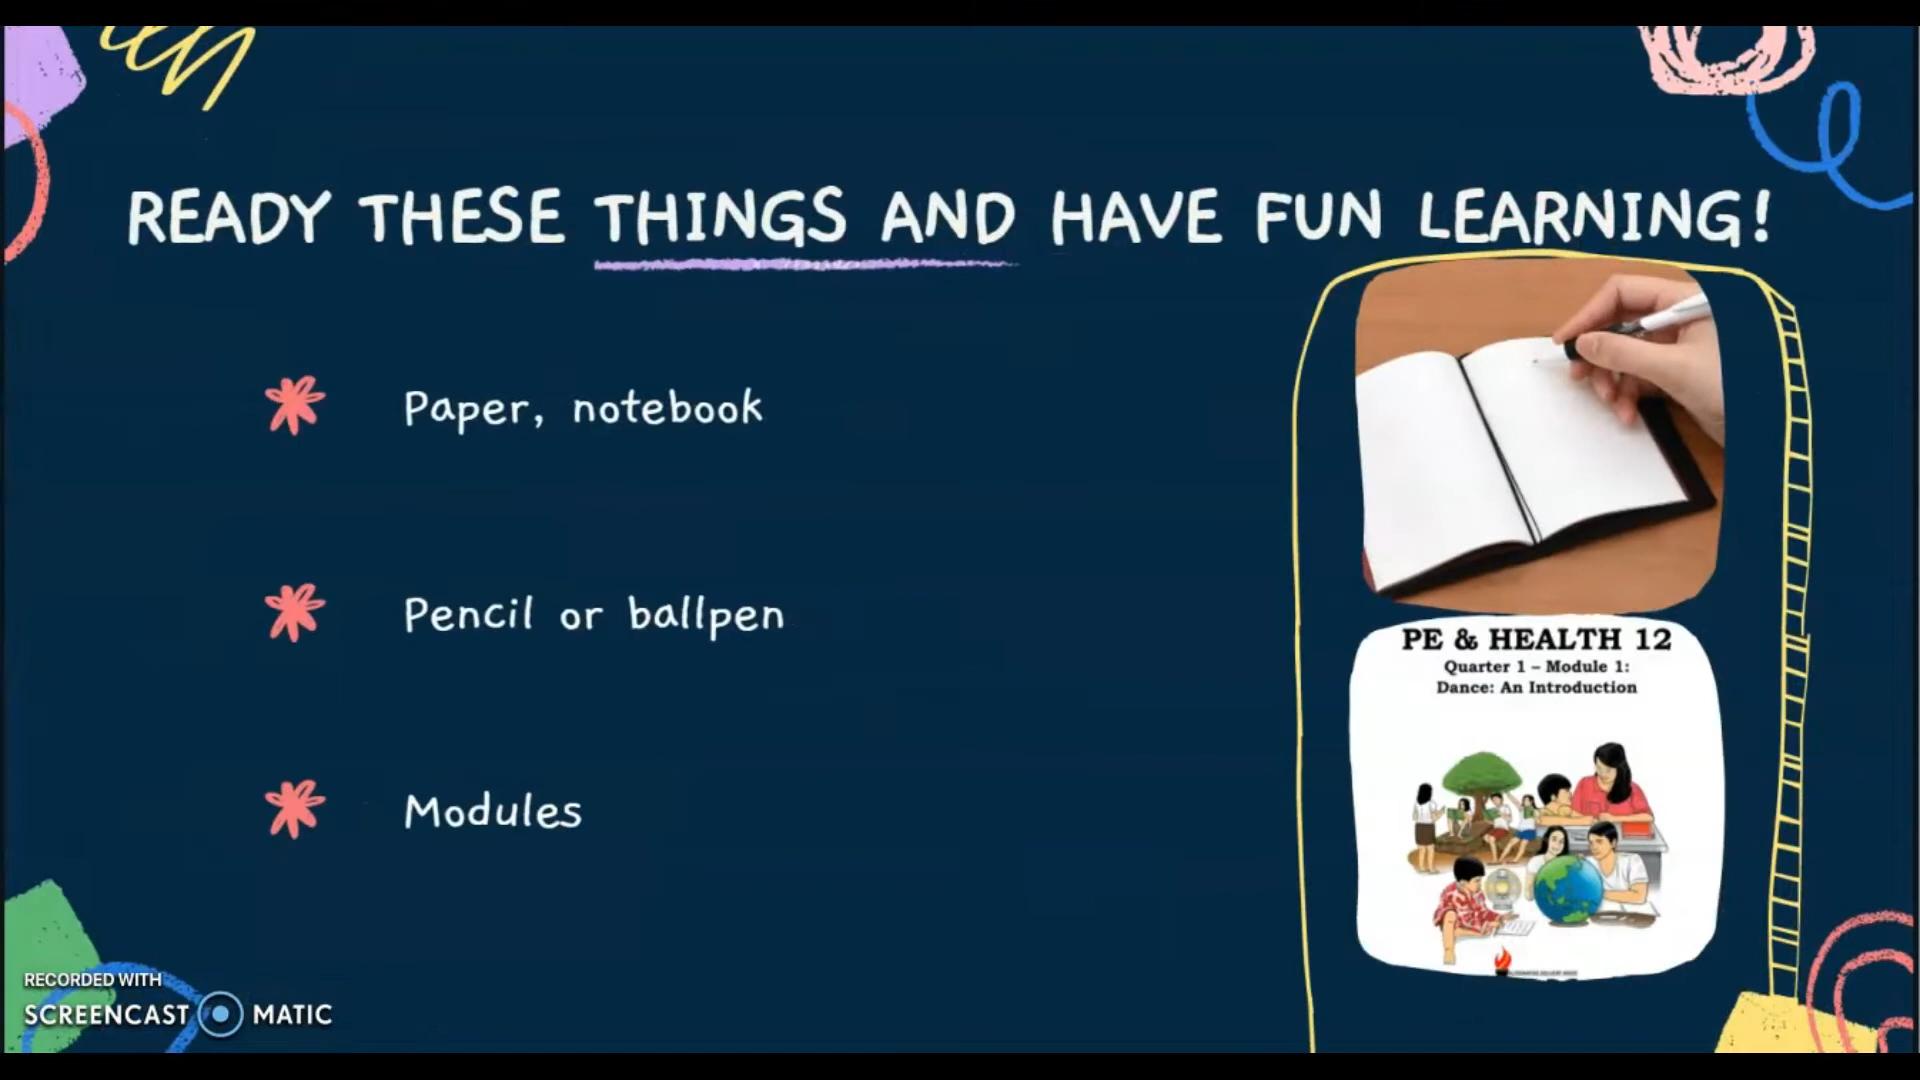 READY THESE THINGS AND HAVE FUN LEARNING!
Paper, notebook
Pencil or ballpen
Modules
PE & HEALTH 12
Quarter 1 – Module 1:
Dance: An Introduction
RECORDED WITH
SCREENCAST MATIC